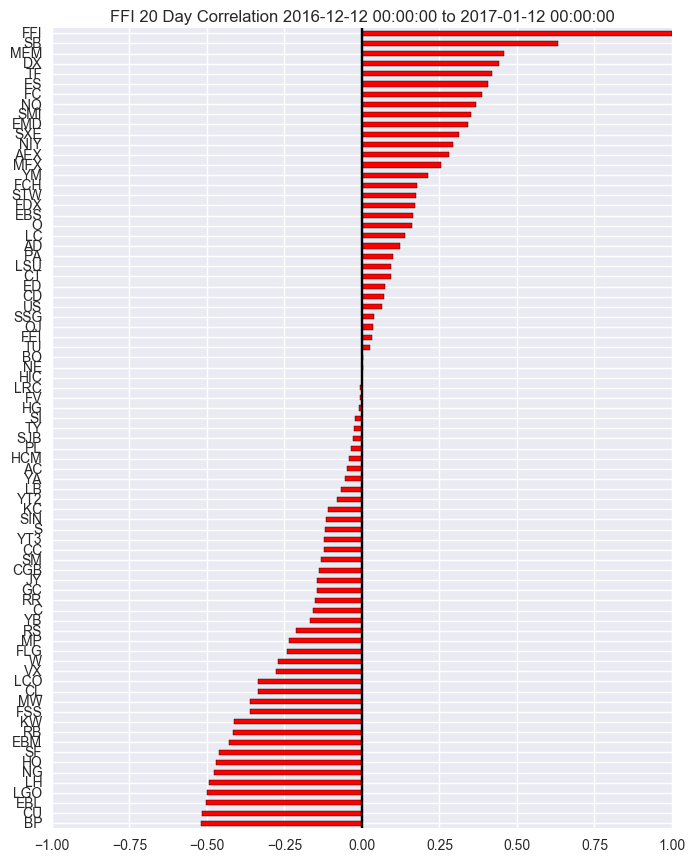 FFI 20 Day Correlation 2016-12-12 00:00:00 to 2017-01-12 00:00:00
FFI
SB
MEM
DX
TF
ES
FC
NQ
SMI
EMD
SXE
NIY
AEX
MFX
YM
FCH
STW
FDX
EBS
Q
LC
AD
PA
LSU
CT
ED
CD
US
SSG
OJ
FEI
TU
BO
NE
HIC
LRC
FV
HG
SI
TY
SJB
PL
HCM
AC
YA
LB
YT2
KC
SIN
S
YT3
CC
SM
CGB
JY
GC
RR
C
YB
RS
MP
FLG
W
VX
LCO
CL
MW
FSS
KW
RB
EBM
SF
HO
NG
LH
LGO
EBL
CU
BP
−1.00 −0.75 −0.50 −0.25 0.00 0.25 0.50 0.75 1.00